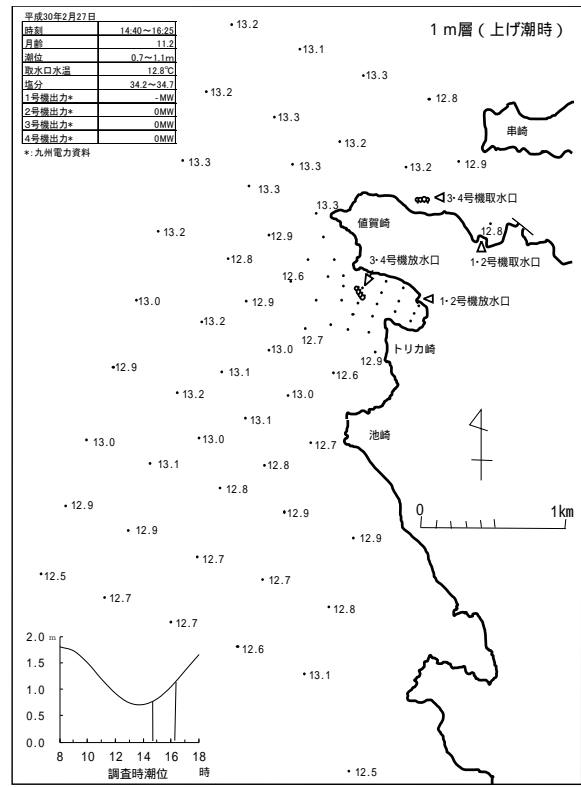 平成30年2月27日
時刻 14:40～16:25
月齢 11.2
潮位 0.7～1.1m
取水口水温 12.8℃
塩分 34.2～34.7
1号機出力* -MW
2号機出力* 0MW
3号機出力* 0MW
4号機出力* 0MW
*:九州電力資料
1m層(上げ潮時)
13.2
13.1
13.3
13.2 12.8
13.3
串崎
13.2
13.3 13.3 13.2 12.9
13.3
3・4号機取水口
13.3
値賀崎
12.8
13.2 12.9
1・2号機取水口
12.8 3・4号機放水口
12.6
13.0 12.9 1・2号機放水口
13.2
12.7
トリカ崎
13.0
12.9
12.9 13.1 12.6
13.2 13.0
13.1
池崎
13.0 13.0 12.7
13.1 12.8
12.8
0 1km
12.9 12.9
12.9 12.9
12.7
12.5 12.7
12.7 12.8
12.7
2.0 m
12.6
1.5
13.1
1.0
0.5
0.0
8 10 12 14 16 18
調査時潮位 時
12.5